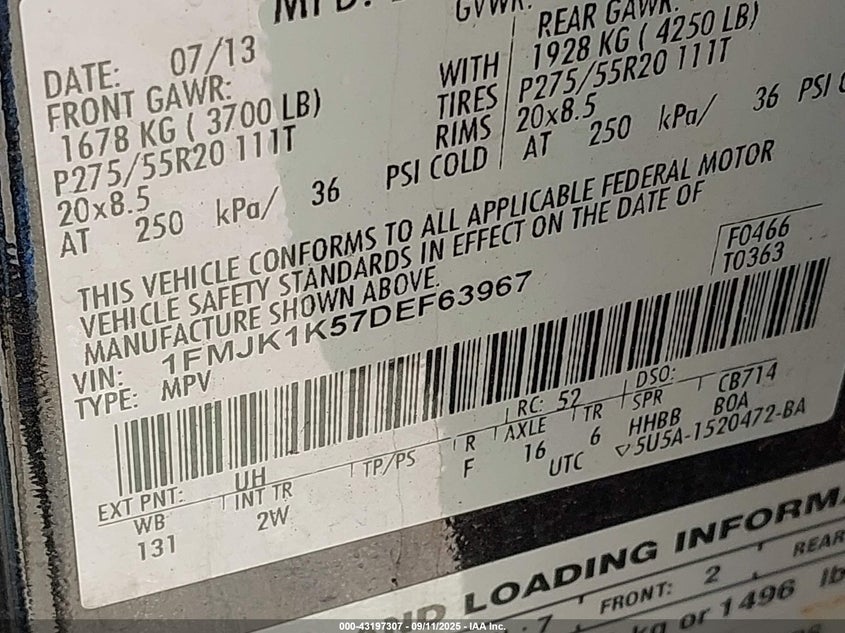 MFD.
GVWR:
DATE: 07/13
FRONT GAWR:
1678 KG ( 3700 LB)
P275/55R20 111T
20x8.5
AT 250 kPa/ 36 PSI COLD
WITH
TIRES
RIMS
REAR GAWR:
1928 KG ( 4250 LB)
P275/55R20 111T
20x8.5
AT 250 kPa/ 36 PSI C
THIS VEHICLE CONFORMS TO ALL APPLICABLE FEDERAL MOTOR
VEHICLE SAFETY STANDARDS IN EFFECT ON THE DATE OF
MANUFACTURE SHOWN ABOVE.
F0466
T0363
VIN: 1FMJK1K57DEF63967
TYPE: MPV
EXT PNT: UH RC: 52 DSO: CB714
WB INT TR TP/PS R AXLE TR SPR BOA
131 2W F 16 6 HHBB
UTC 5U5A-1520472-BA
ND LOADING INFORMA
7 FRONT: 2 REAR
kg or 1496 lb
000-43197307 - 09/11/2025 - IAA Inc.